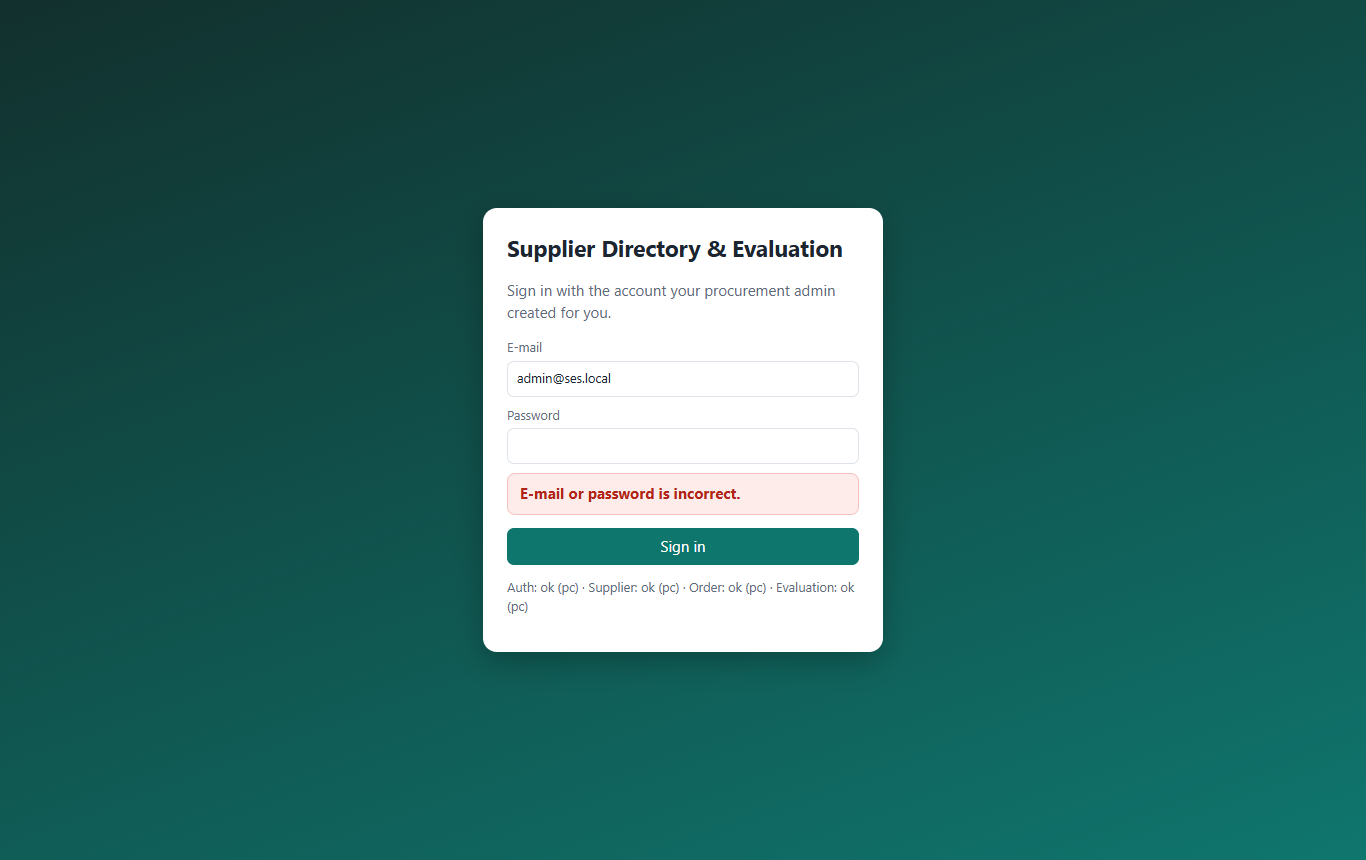 Supplier Directory & Evaluation
Sign in with the account your procurement admin
created for you.
E-mail
admin@ses.local
Password
E-mail or password is incorrect.
Sign in
Auth: ok (pc) · Supplier: ok (pc) · Order: ok (pc) · Evaluation: ok
(pc)